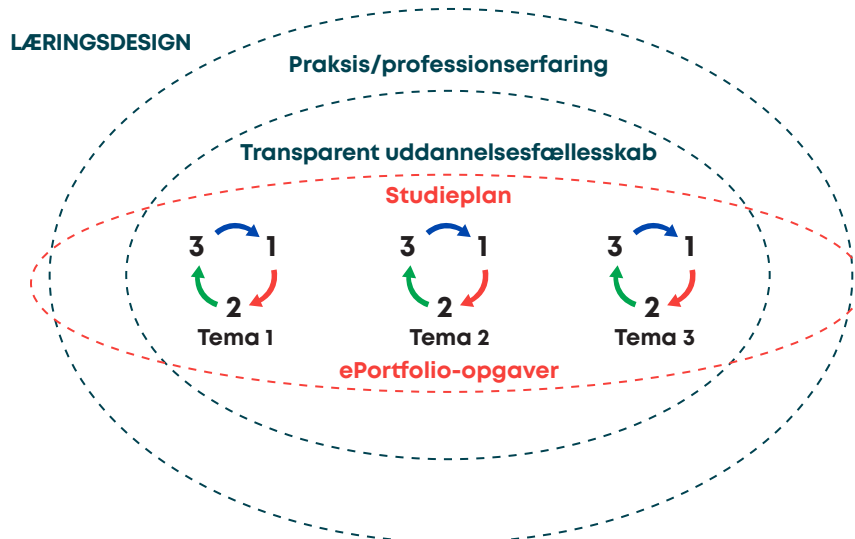 LÆRINGSDESIGN
Praksis/professionserfaring
Transparent uddannelsesfællesskab
Studieplan
3 1 3 1 3 1
2 2 2
Tema 1 Tema 2 Tema 3
ePortfolio-opgaver